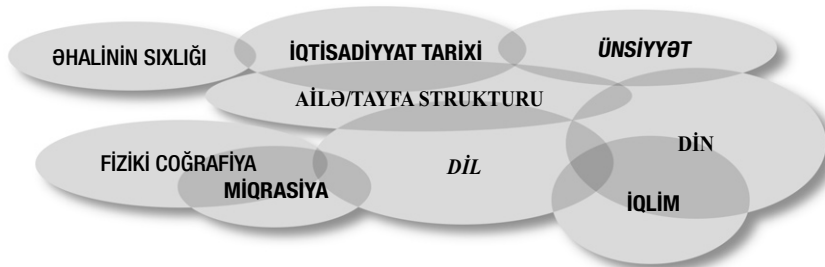 ƏHALİNİN SIXLIĞI
İQTİSADİYYAT TARİXİ
ÜNSİYYƏT
AİLƏ/TAYFA STRUKTURU
DİN
FİZİKİ COĞRAFİYA
DİL
MİQRASİYA
İQLİM